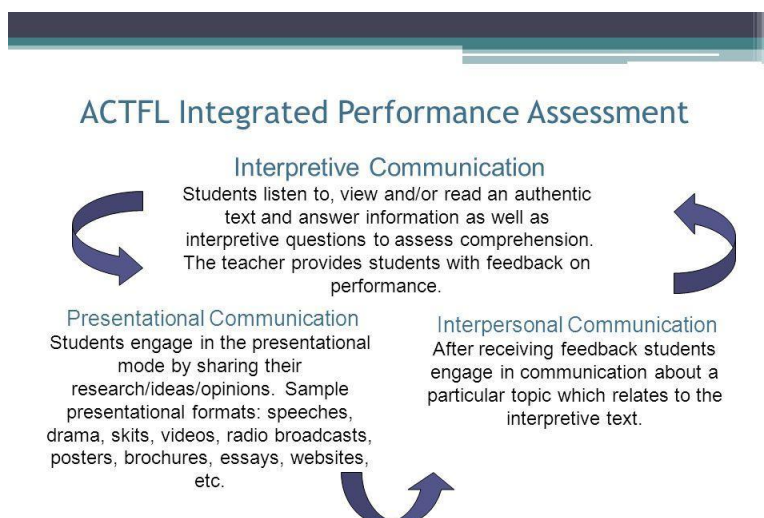 ACTFL Integrated Performance Assessment
Interpretive Communication
Students listen to, view and/or read an authentic
text and answer information as well as
interpretive questions to assess comprehension.
The teacher provides students with feedback on
performance.
Presentational Communication
Students engage in the presentational
mode by sharing their
research/ideas/opinions. Sample
presentational formats: speeches,
drama, skits, videos, radio broadcasts,
posters, brochures, essays, websites,
etc.
Interpersonal Communication
After receiving feedback students
engage in communication about a
particular topic which relates to the
interpretive text.